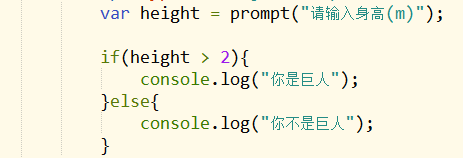 var height = prompt("请输入身高(m)");
if(height > 2){
console.log("你是巨人");
}else{
console.log("你不是巨人");
}